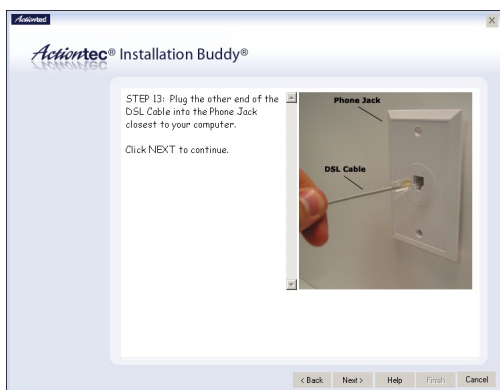 Actiontec
Actiontec® Installation Buddy®
STEP 13: Plug the other end of the
DSL Cable into the Phone Jack
closest to your computer.
Click NEXT to continue.
Phone Jack
DSL Cable
< Back Next > Help Finish Cancel